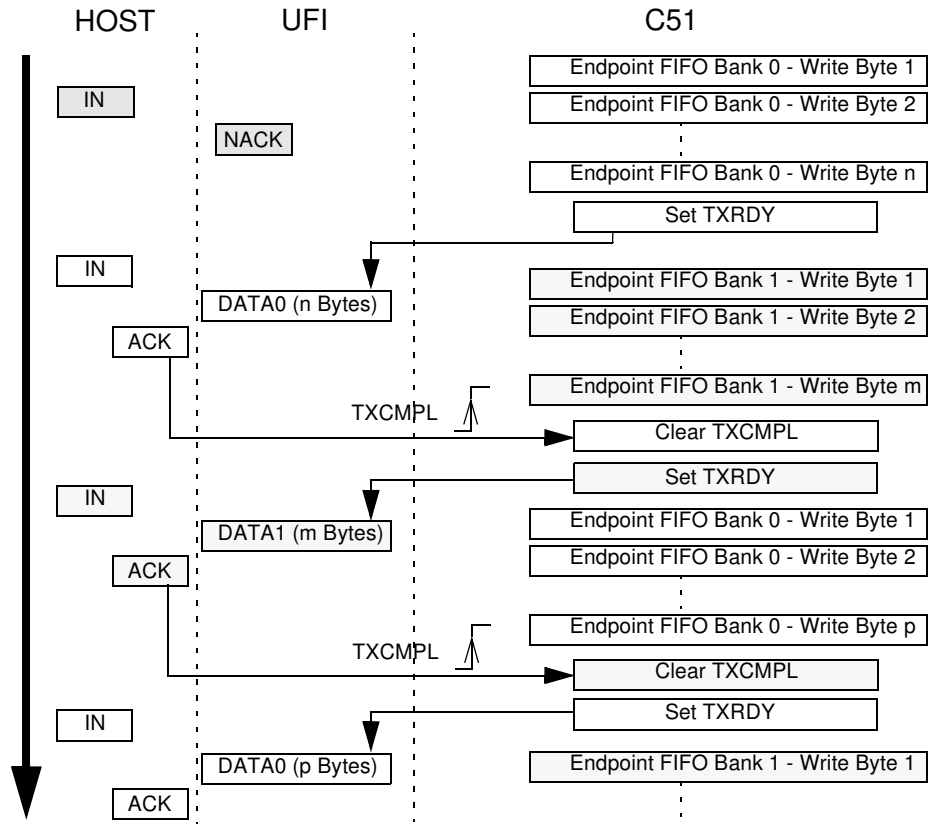 HOST UFI C51
Endpoint FIFO Bank 0 - Write Byte 1
IN
Endpoint FIFO Bank 0 - Write Byte 2
NACK
Endpoint FIFO Bank 0 - Write Byte n
Set TXRDY
IN
Endpoint FIFO Bank 1 - Write Byte 1
DATA0 (n Bytes)
Endpoint FIFO Bank 1 - Write Byte 2
ACK
Endpoint FIFO Bank 1 - Write Byte m
TXCMPL
Clear TXCMPL
Set TXRDY
IN
Endpoint FIFO Bank 0 - Write Byte 1
DATA1 (m Bytes)
Endpoint FIFO Bank 0 - Write Byte 2
ACK
Endpoint FIFO Bank 0 - Write Byte p
TXCMPL
Clear TXCMPL
Set TXRDY
IN
DATA0 (p Bytes)
Endpoint FIFO Bank 1 - Write Byte 1
ACK